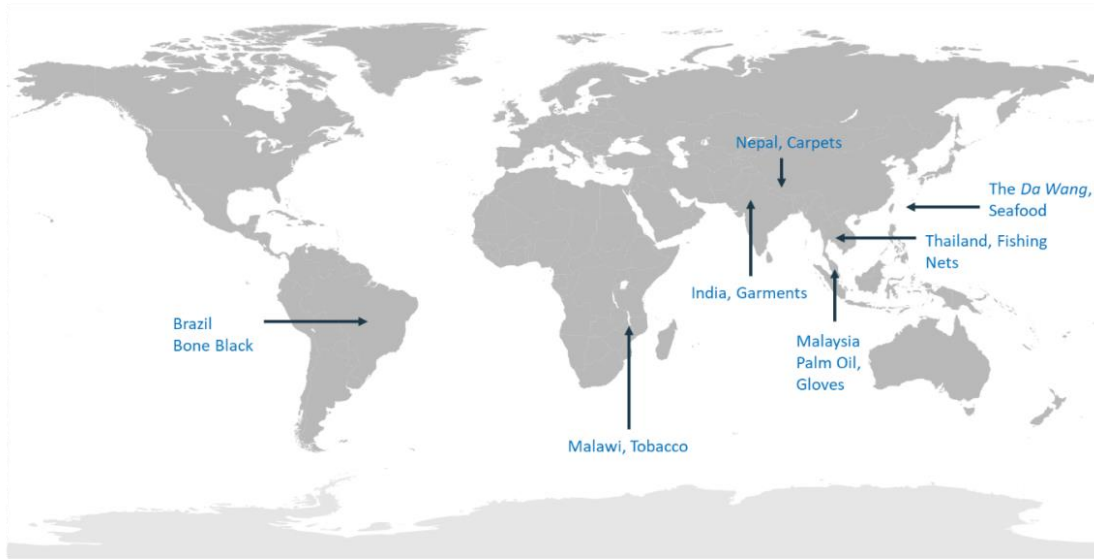 Nepal, Carpets
The Da Wang,
Seafood
Thailand, Fishing
Nets
India, Garments
Brazil
Bone Black
Malaysia
Palm Oil,
Gloves
Malawi, Tobacco